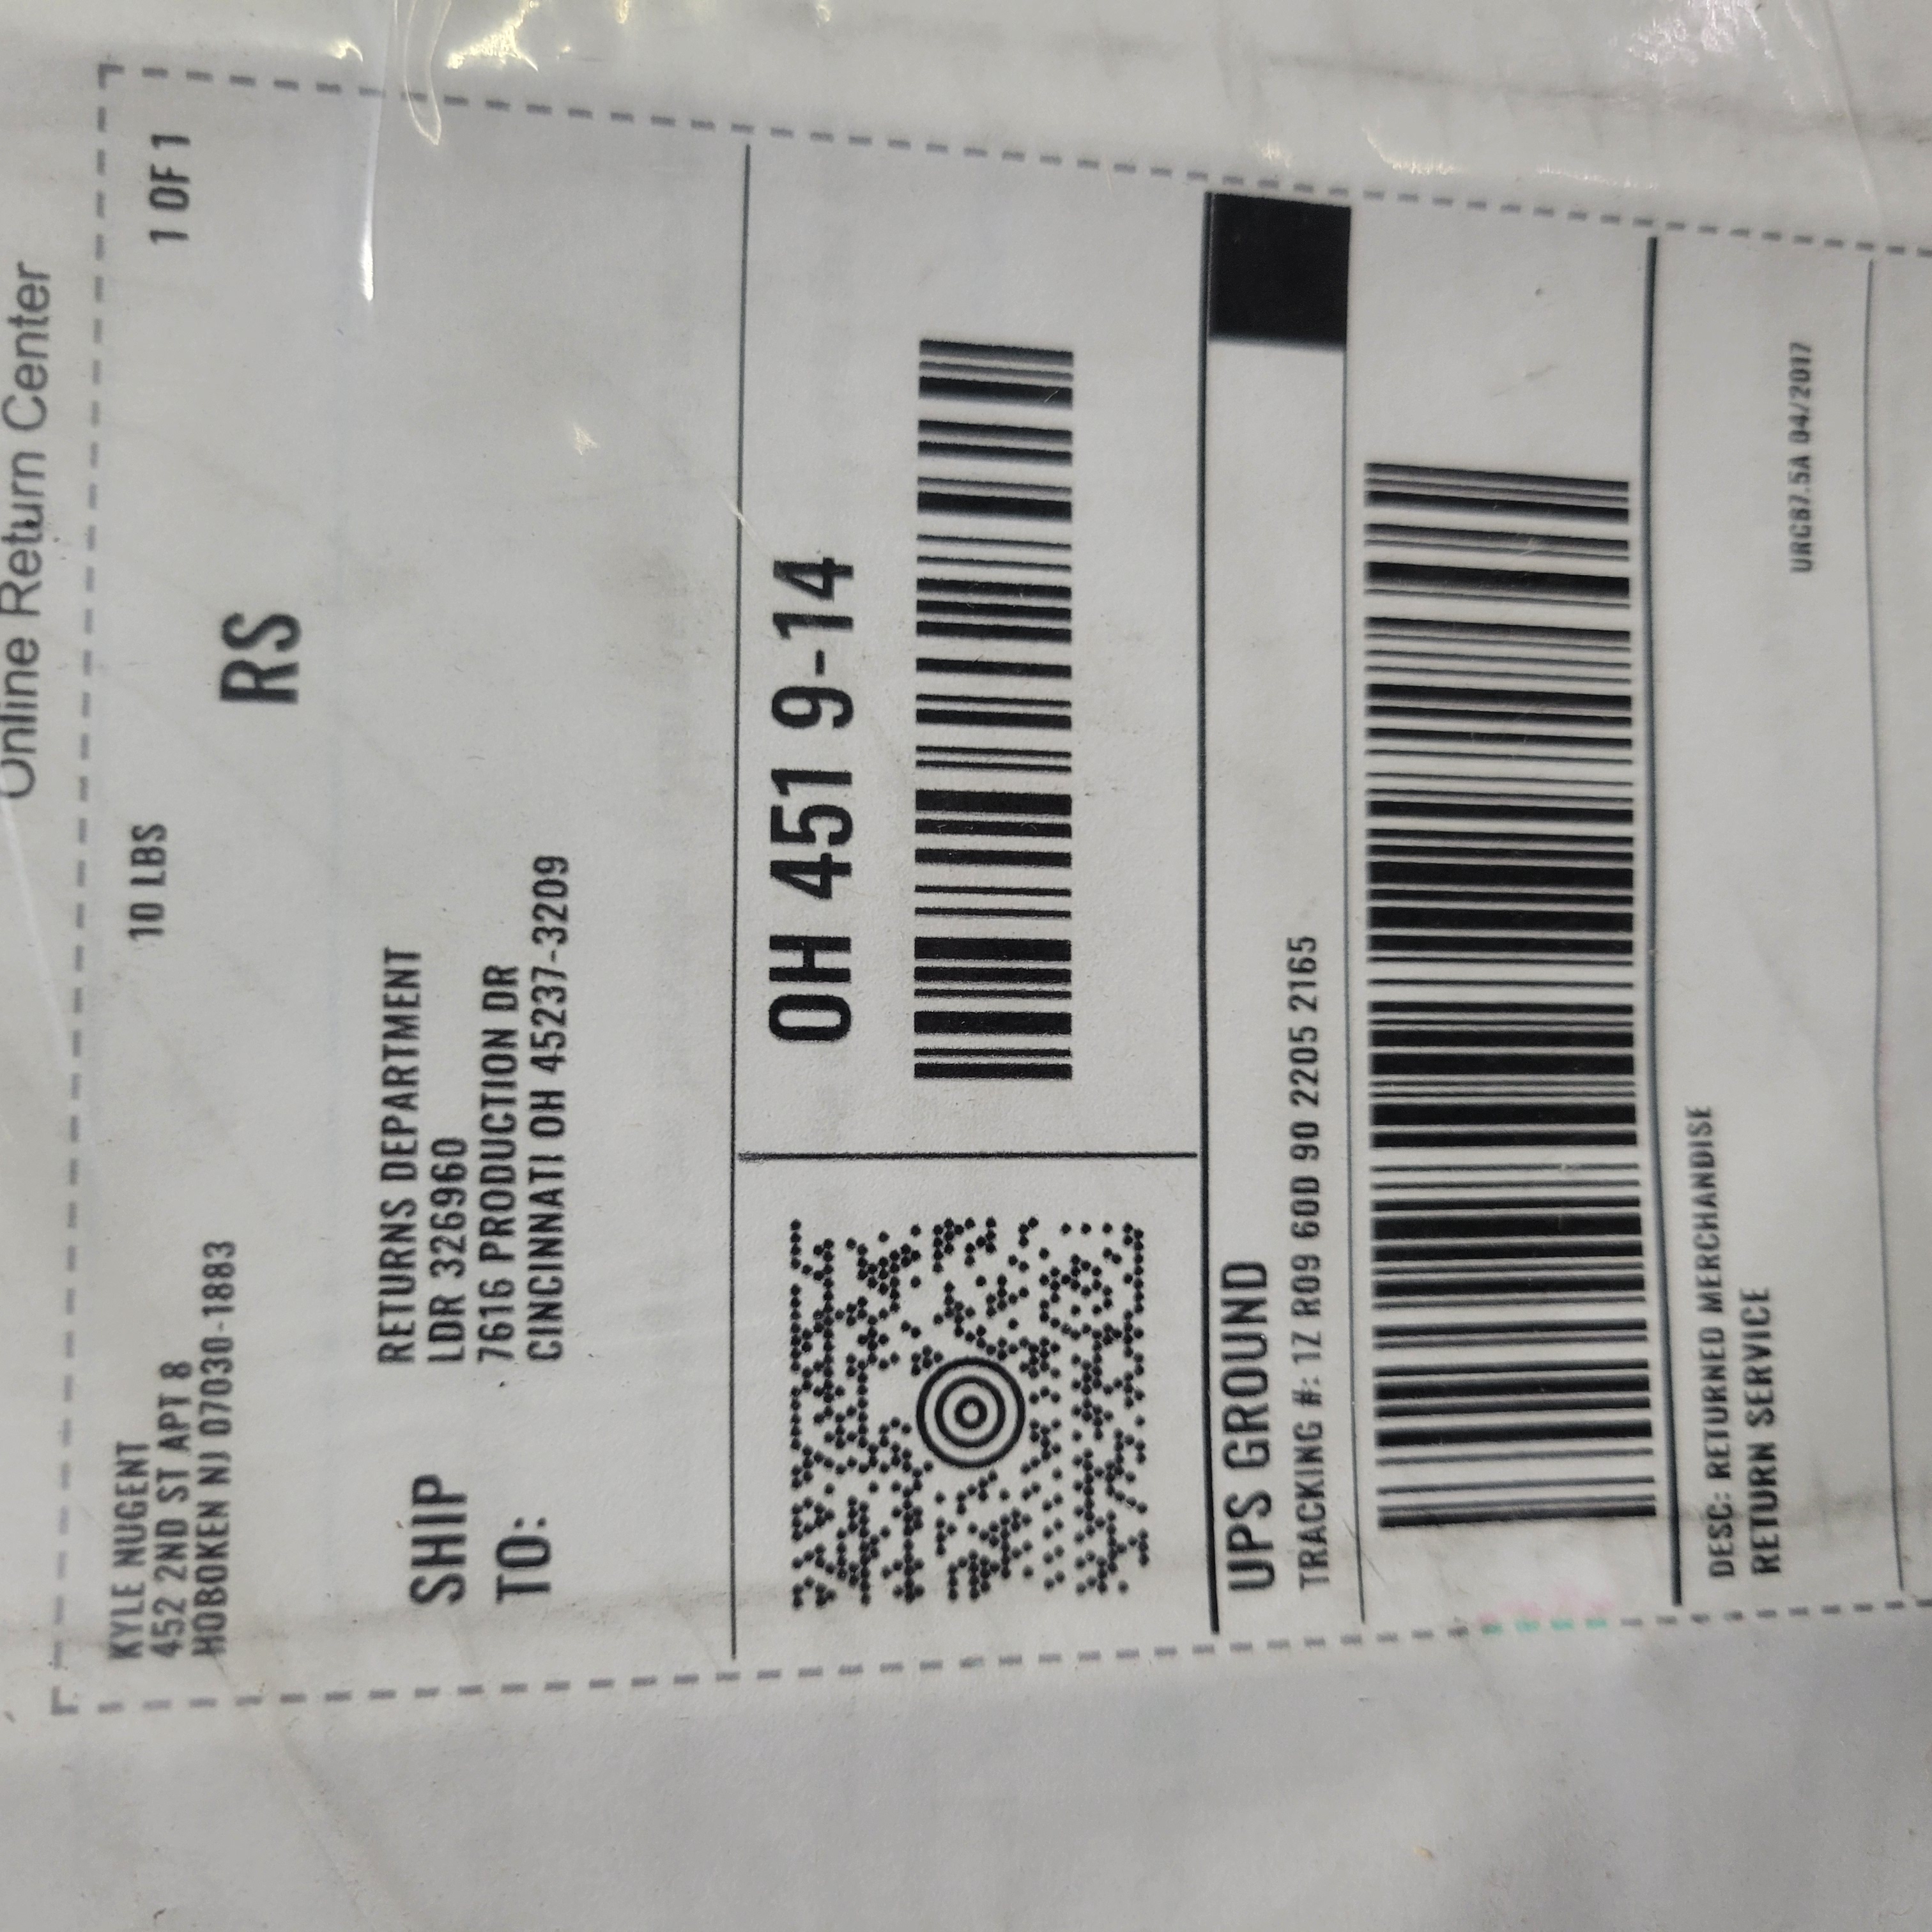 Online Return Center
KYLE NUGENT
452 2ND ST APT 8
HOBOKEN NJ 07030-1883
10 LBS
1 OF 1
RS
SHIP
TO:
RETURNS DEPARTMENT
LDR 326960
7616 PRODUCTION DR
CINCINNATI OH 45237-3209
OH 451 9-14
UPS GROUND
TRACKING #: 1Z R09 60D 90 2205 2165
DESC: RETURNED MERCHANDISE
RETURN SERVICE
URCB7.5A 04/2017